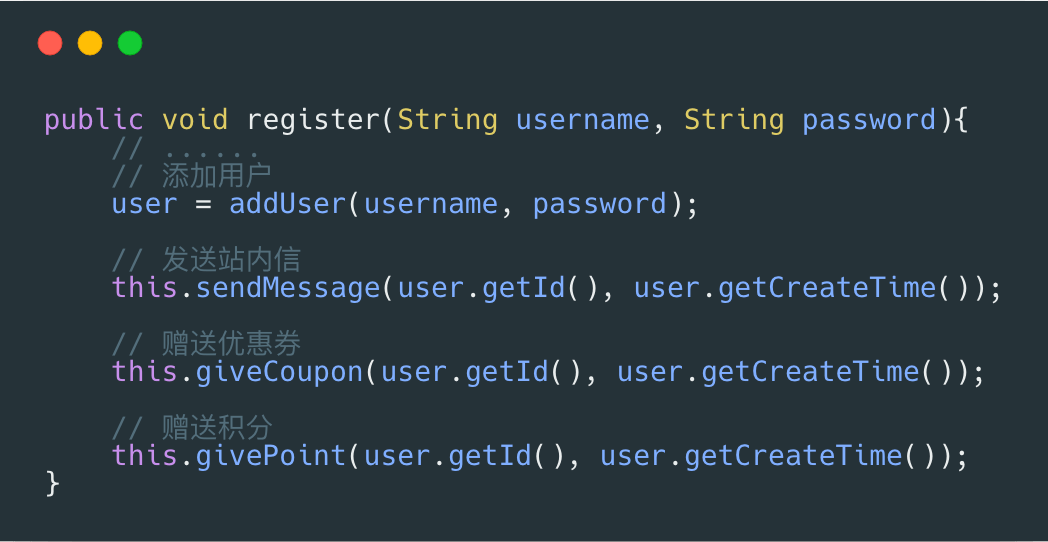 public void register(String username, String password){
    // ......
    // 添加用户
    user = addUser(username, password);
    // 发送站内信
    this.sendMessage(user.getId(), user.getCreateTime());
    // 赠送优惠券
    this.giveCoupon(user.getId(), user.getCreateTime());
    // 赠送积分
    this.givePoint(user.getId(), user.getCreateTime());
}